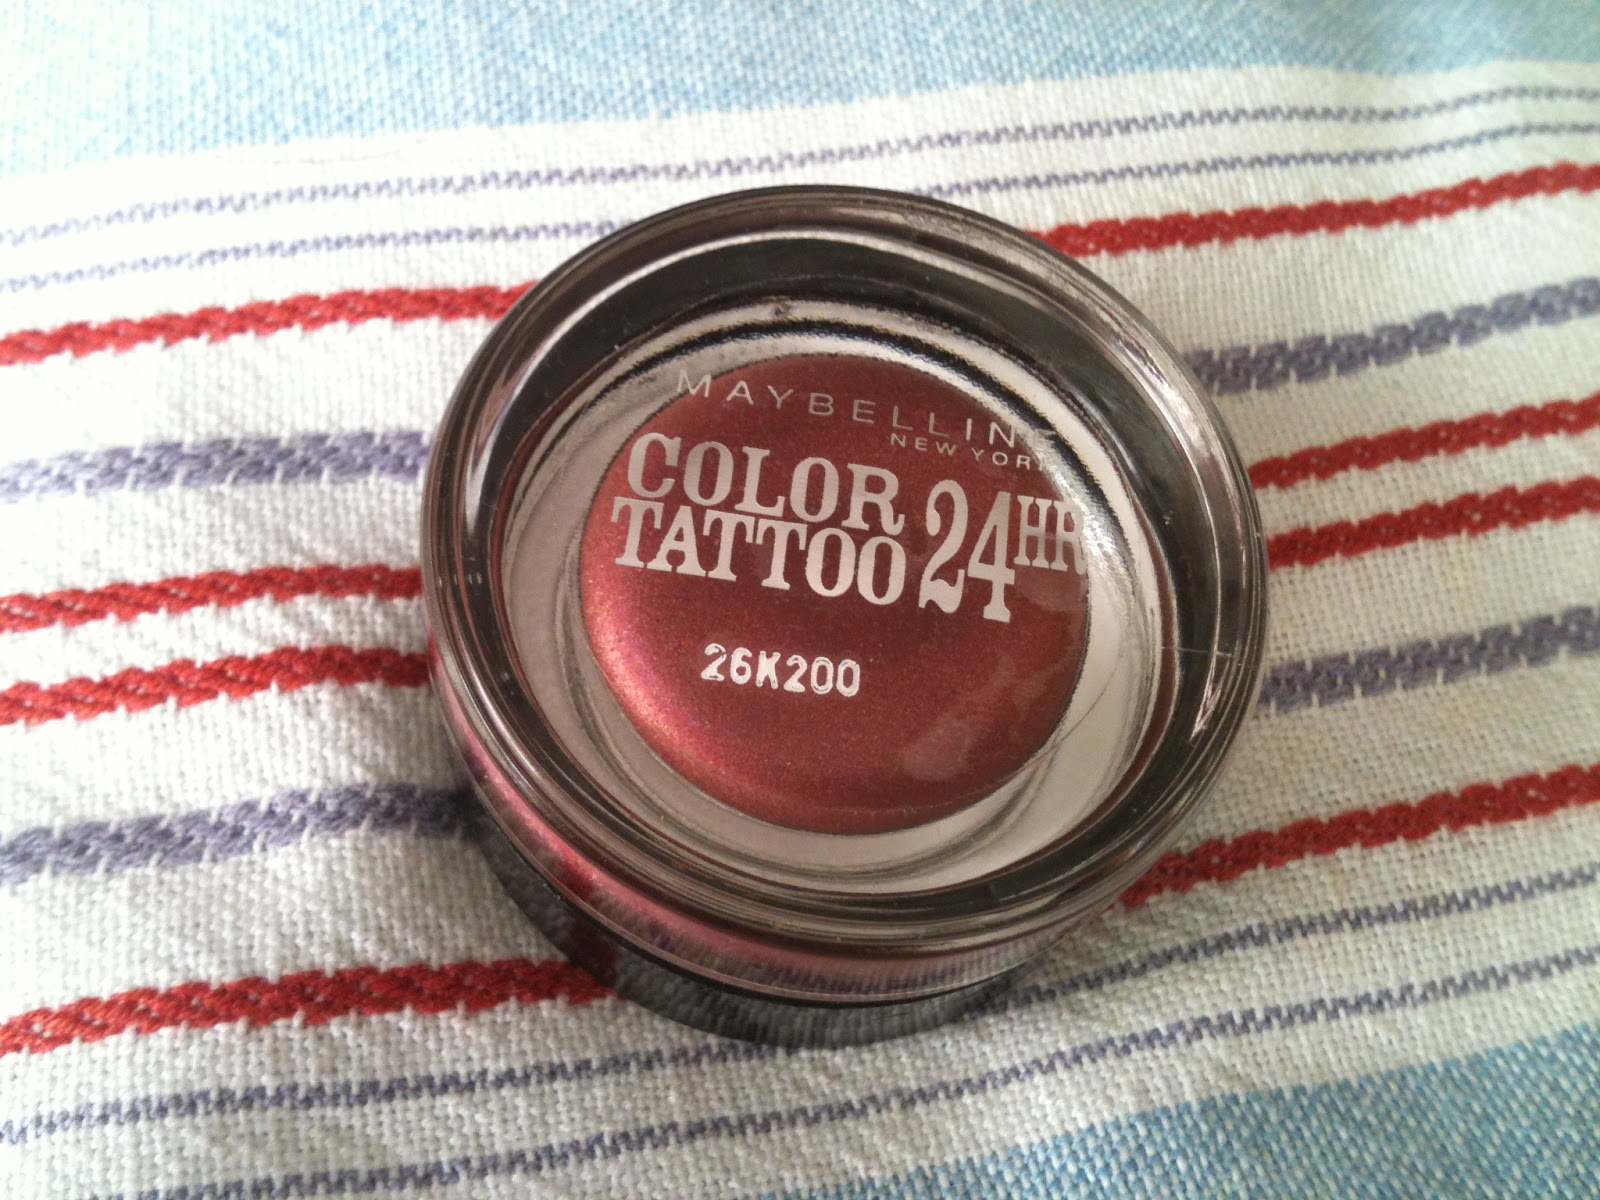 MAYBELLINE
NEW YORK
COLOR
TATTOO 24HR
26K200